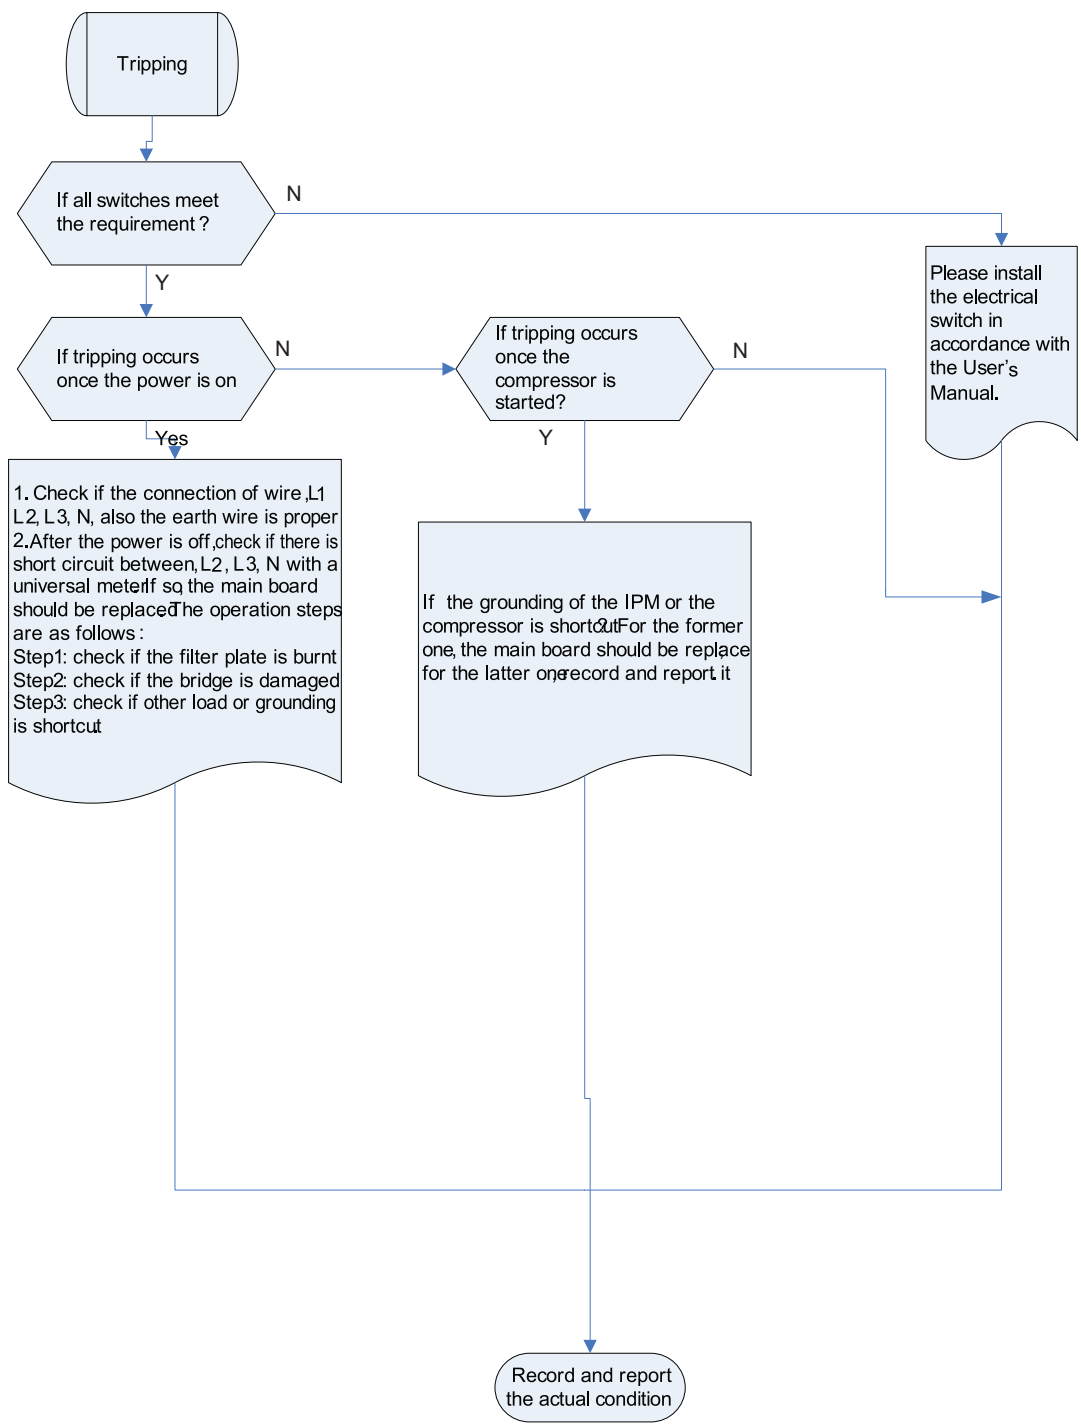 Tripping
If all switches meet
the requirement ?
N
Y
Please install
the electrical
switch in
accordance with
the User's
Manual.
If tripping occurs
once the power is on
N
If tripping occurs
once the
compressor is
started?
N
Yes
Y
1. Check if the connection of wire ,L1
L2, L3, N, also the earth wire is proper
2.After the power is off,check if there is
short circuit between,L2, L3, N with a
universal meter.If so, the main board
should be replaced.The operation steps
are as follows :
Step1: check if the filter plate is burnt
Step2: check if the bridge is damaged
Step3: check if other load or grounding
is shortcut.
If the grounding of the IPM or the
compressor is shortcut? For the former
one, the main board should be replace,
for the latter one,record and report it.
Record and report
the actual condition